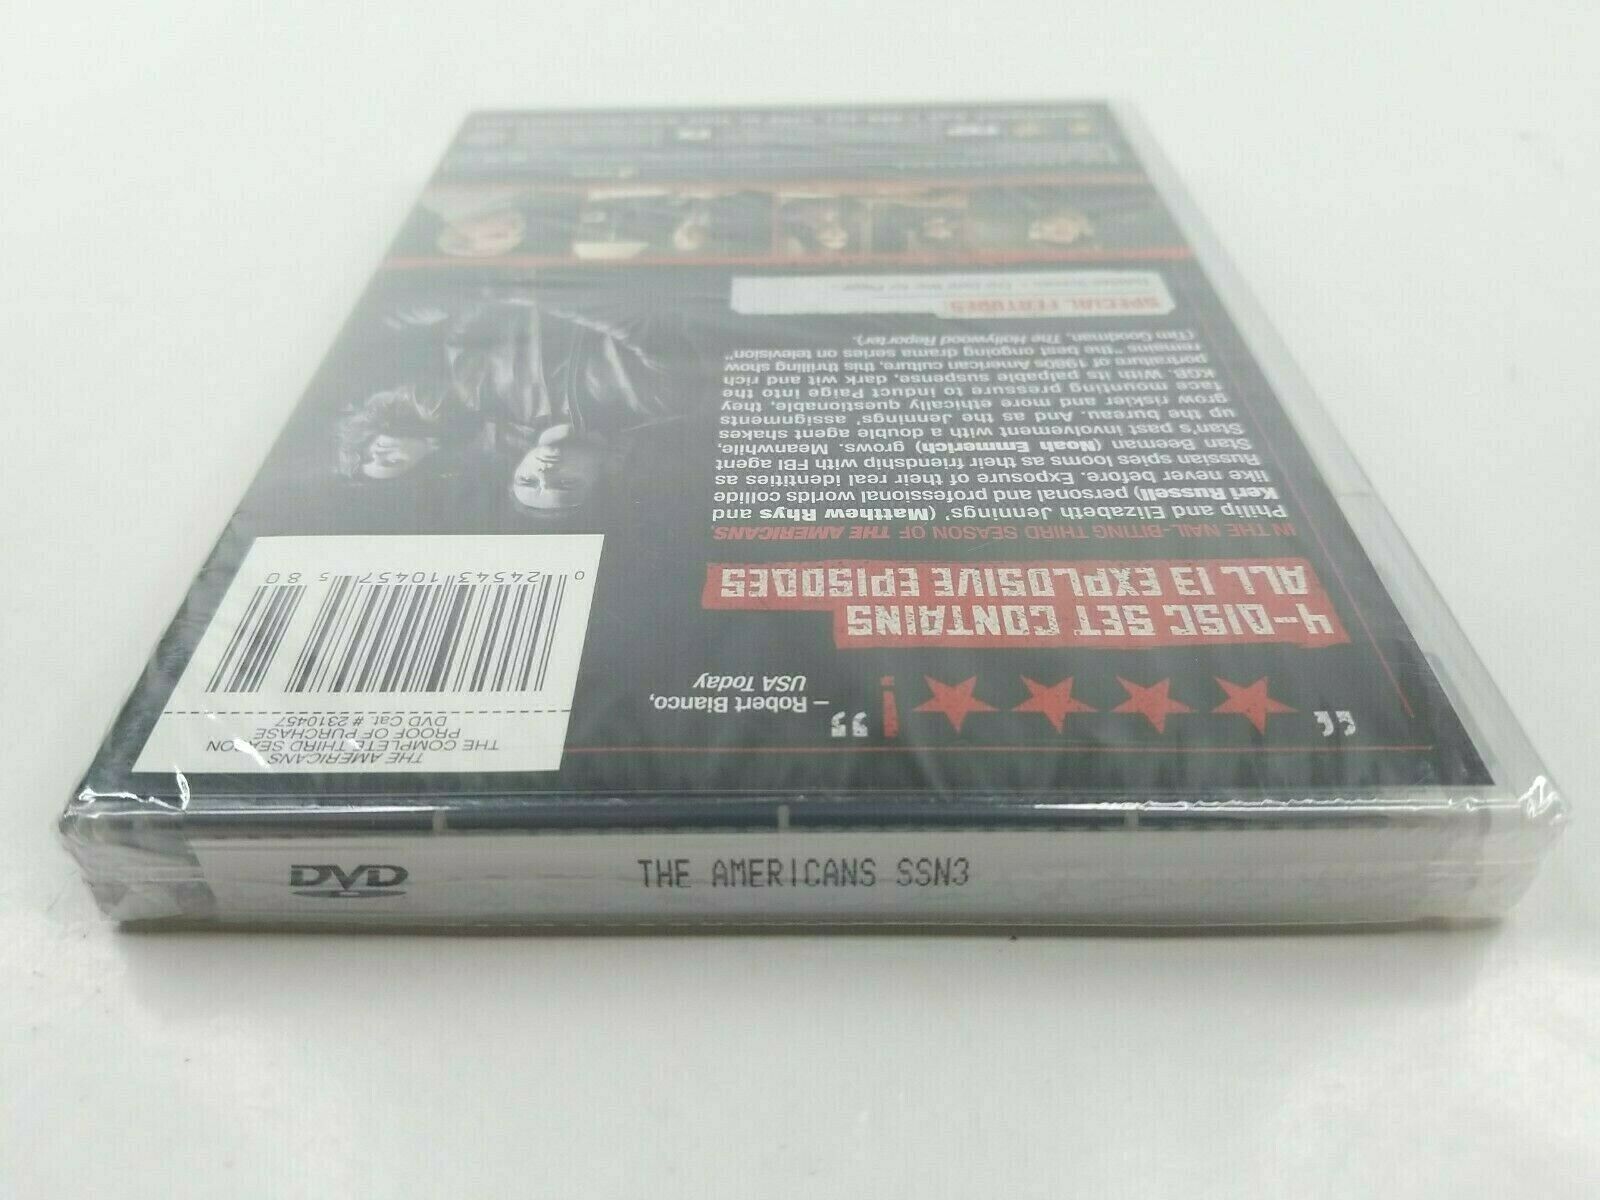 THE AMERICANS SSN3
DVD
THE AMERICANS
THE COMPLETE THIRD SEASON
PROOF OF PURCHASE
DVD Cat. # 2310457
0 24543 10457 5 80
“ ! ”
– Robert Bianco,
USA Today
4-DISC SET CONTAINS
ALL 13 EXPLOSIVE EPISODES
IN THE NAIL-BITING THIRD SEASON OF THE AMERICANS
Philip and Elizabeth Jennings’ (Matthew Rhys and
Keri Russell) personal and professional worlds collide
like never before. Exposure of their real identities as
Russian spies looms as their friendship with FBI agent
Stan Beeman (Noah Emmerich) grows. Meanwhile,
Stan’s past involvement with a double agent shakes
up the bureau. And as the Jennings’ assignments
grow riskier and more ethically questionable, they
face mounting pressure to induct Paige into the
KGB. With its palpable suspense, dark wit and rich
portraiture of 1980s American culture, this thrilling show
remains “the best ongoing drama series on television”
(Tim Goodman, The Hollywood Reporter).
SPECIAL FEATURES